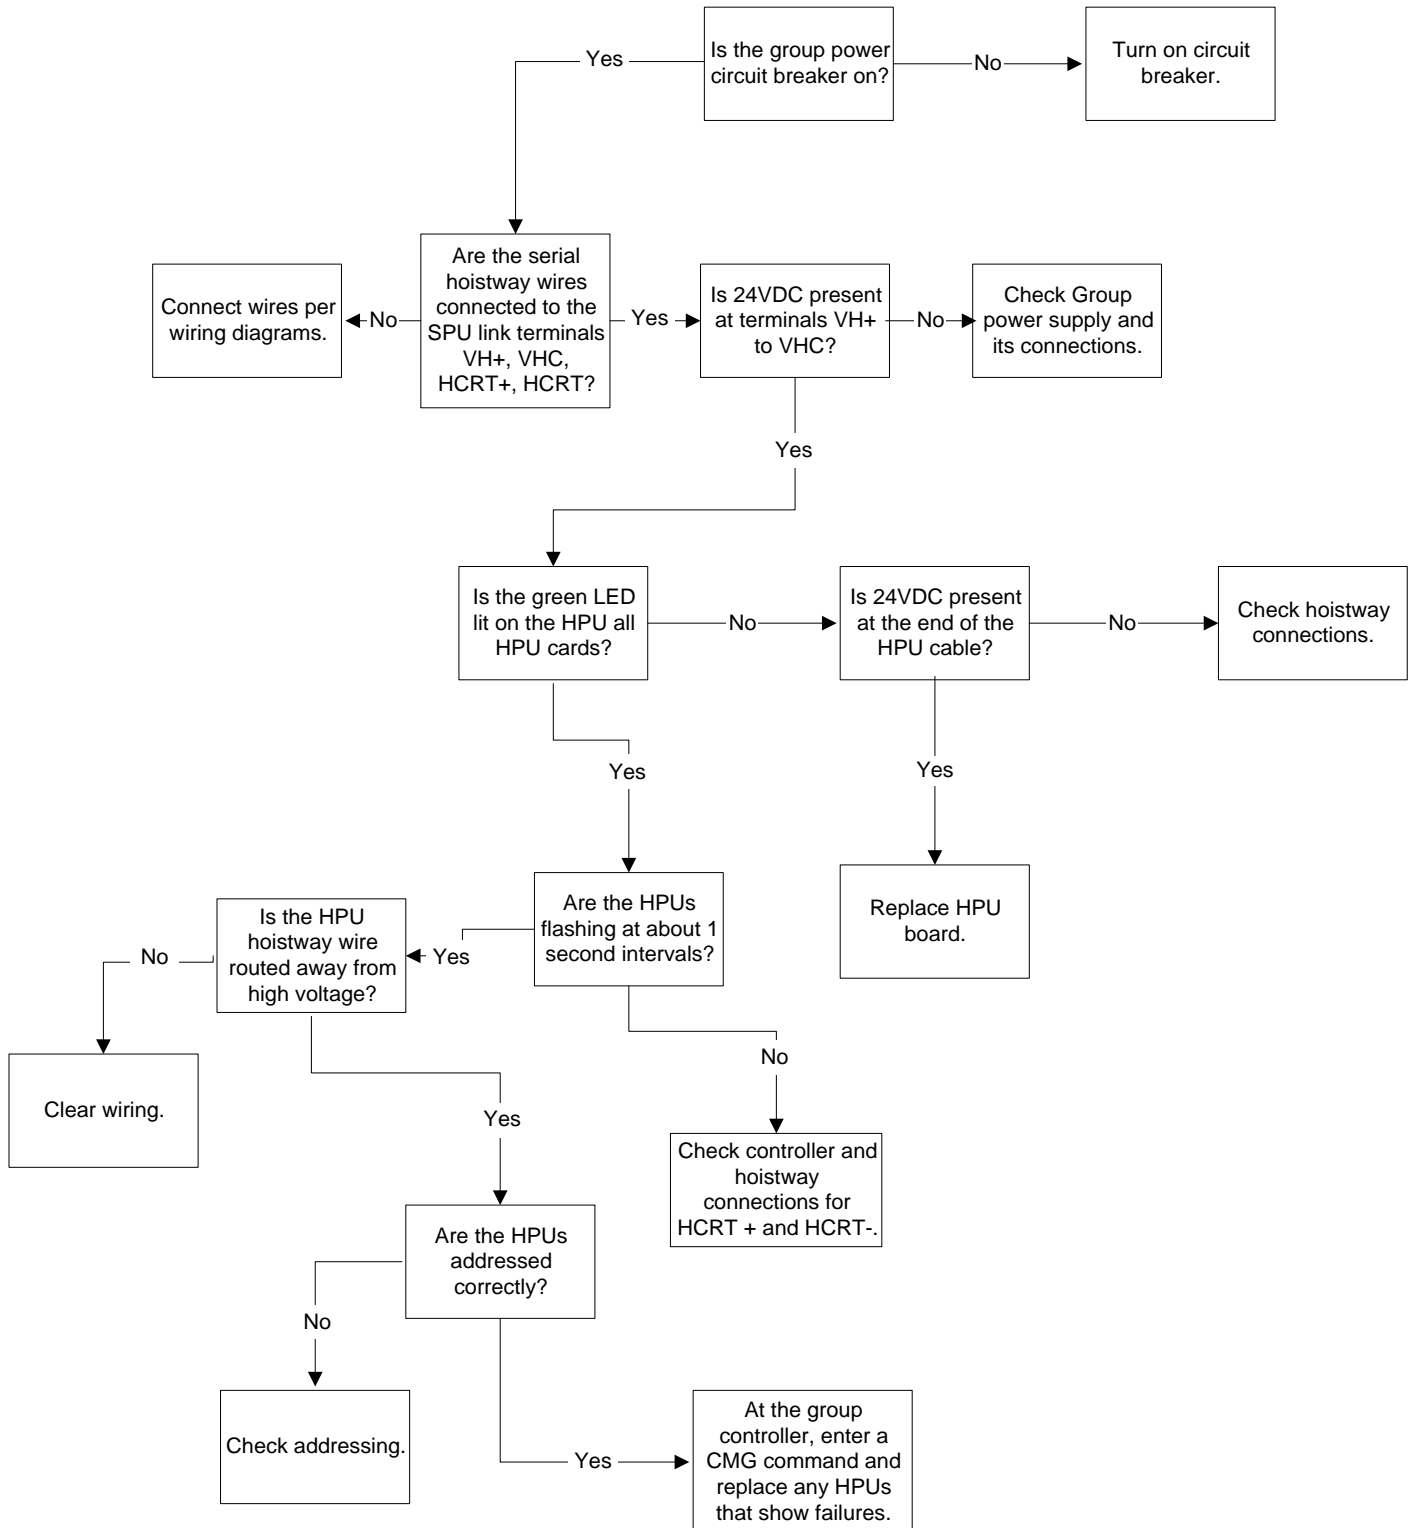 Is the group power
circuit breaker on?
Yes
No
Turn on circuit
breaker.
Are the serial
hoistway wires
connected to the
SPU link terminals
VH+, VHC,
HCRT+, HCRT?
No
Connect wires per
wiring diagrams.
Yes
Is 24VDC present
at terminals VH+
to VHC?
No
Check Group
power supply and
its connections.
Yes
Is the green LED
lit on the HPU all
HPU cards?
No
Is 24VDC present
at the end of the
HPU cable?
No
Check hoistway
connections.
Yes
Yes
Replace HPU
board.
Are the HPUs
flashing at about 1
second intervals?
Yes
Is the HPU
hoistway wire
routed away from
high voltage?
No
Clear wiring.
No
Check controller and
hoistway
connections for
HCRT + and HCRT-.
Yes
Are the HPUs
addressed
correctly?
No
Check addressing.
Yes
At the group
controller, enter a
CMG command and
replace any HPUs
that show failures.